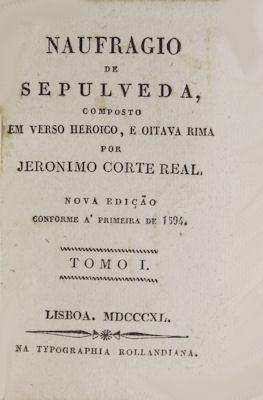 NAUFRAGIO
DE
SEPULVEDA,
COMPOSTO
EM VERSO HEROICO, E OITAVA RIMA
POR
JERONIMO CORTE REAL.
NOVA EDIÇÃO
CONFORME A' PRIMEIRA DE 1594.
TOMO I.
LISBOA. MDCCCXL.
NA TYPOGRAPHIA ROLLANDIANA.